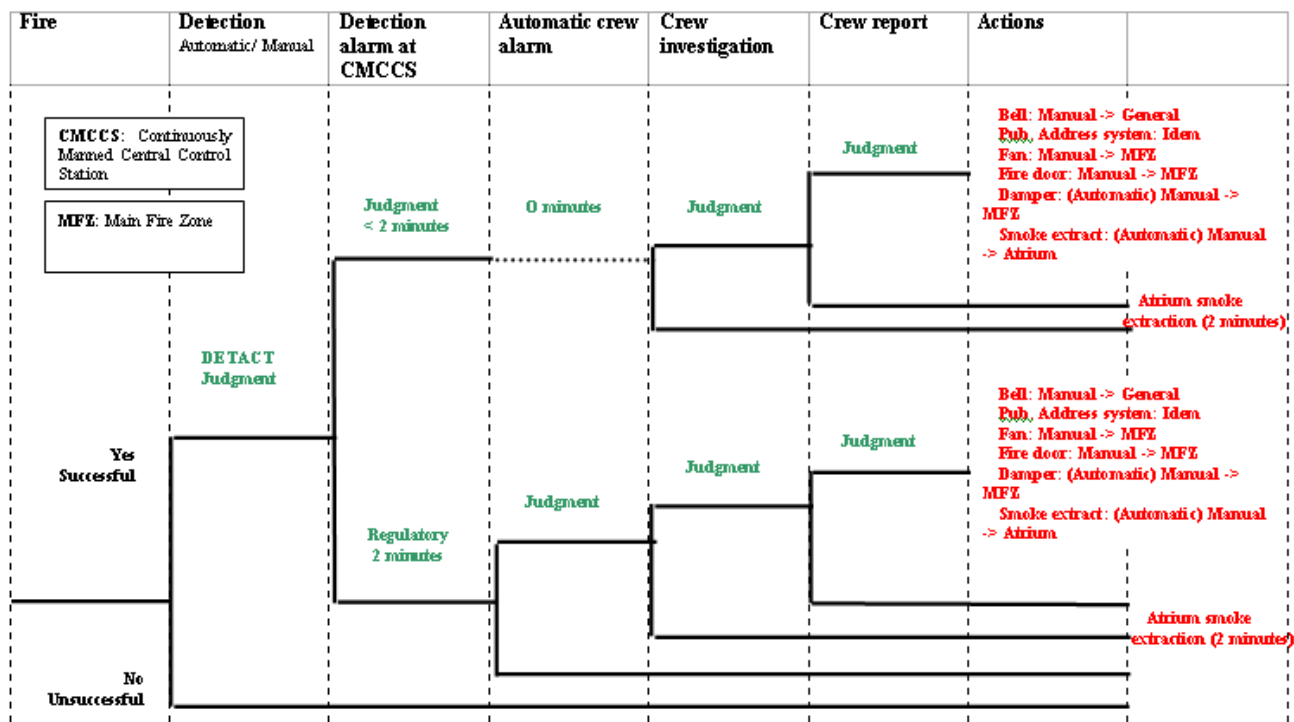 Fire
Detection
Automatic/ Manual
Detection
alarm at
CMCCS
Automatic crew
alarm
Crew
investigation
Crew report
Actions
CMCCS: Continuously
Manned Central Control
Station
MFZ: Main Fire Zone
Judgment
< 2 minutes
0 minutes
Judgment
Judgment
Bell: Manual -> General
Pub. Address system: Idem
Fan: Manual -> MFZ
Fire door: Manual -> MFZ
Damper: (Automatic) Manual ->
MFZ
Smoke extract: (Automatic) Manual
-> Atrium
Atrium smoke
extraction (2 minutes)
DETACT
Judgment
Yes
Successful
Regulatory
2 minutes
Judgment
Judgment
Judgment
Bell: Manual -> General
Pub. Address system: Idem
Fan: Manual -> MFZ
Fire door: Manual -> MFZ
Damper: (Automatic) Manual ->
MFZ
Smoke extract: (Automatic) Manual
-> Atrium
Atrium smoke
extraction (2 minutes)
No
Unsuccessful